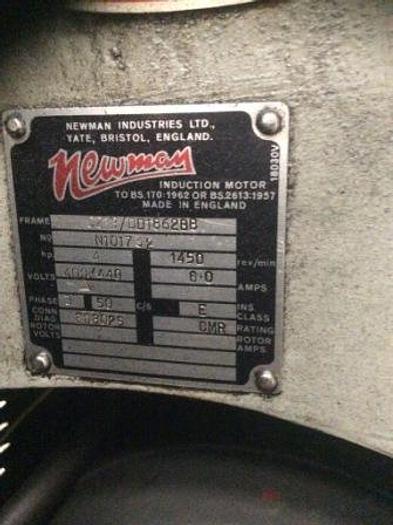 NEWMAN INDUSTRIES LTD.,
YATE, BRISTOL, ENGLAND.
Newman
INDUCTION MOTOR
TO BS.170:1962 OR BS.2613:1957
MADE IN ENGLAND
18030V
FRAME
NO
hp. 4 1450 rev/min
VOLTS 400/440 6.0 AMPS
PHASE 3 50 C/S E INS. CLASS
CONN DIAG. CMR RATING
ROTOR VOLTS ROTOR AMPS.